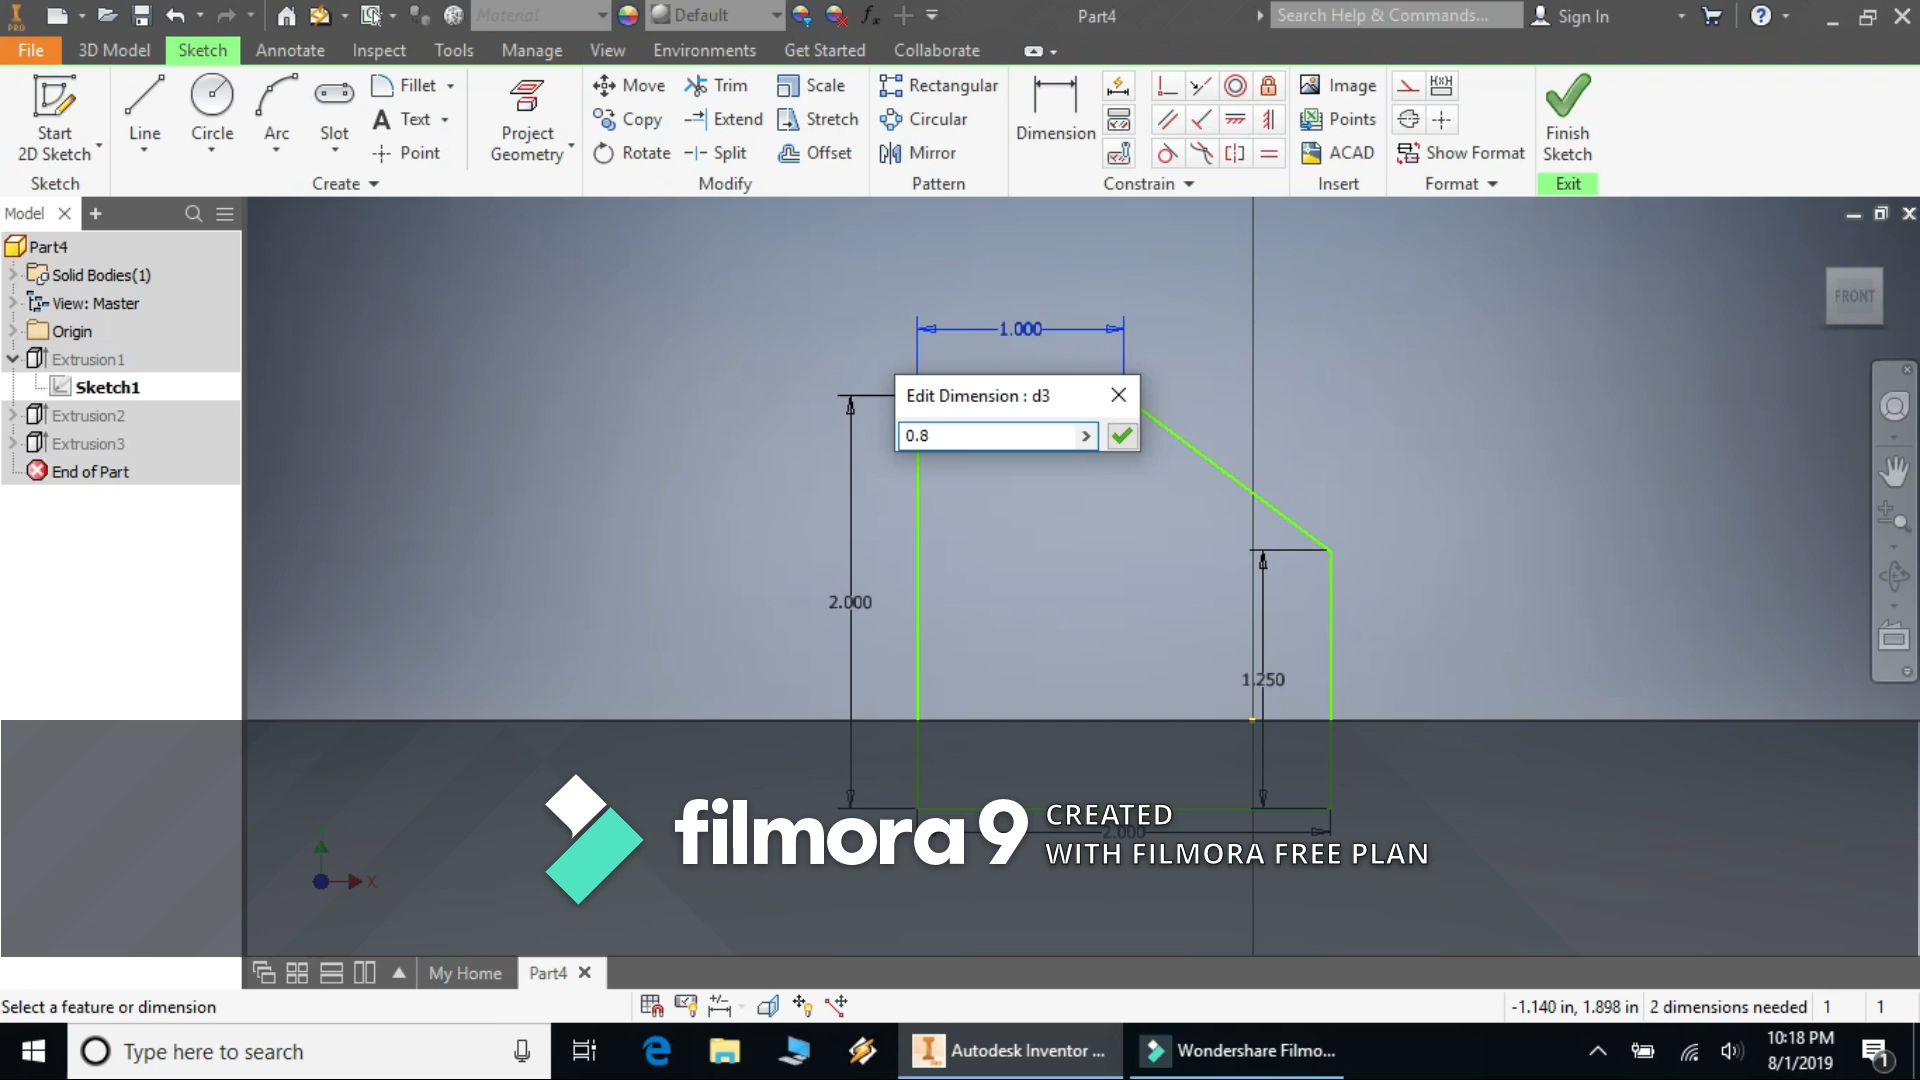 Material
Default
Part4
Search Help & Commands...
Sign In
PRO
File
3D Model
Sketch
Annotate
Inspect
Tools
Manage
View
Environments
Get Started
Collaborate
Start
2D Sketch
Line
Circle
Arc
Slot
Fillet
Text
Point
Project
Geometry
Move
Copy
Rotate
Trim
Extend
Split
Scale
Stretch
Offset
Rectangular
Circular
Mirror
Dimension
Image
Points
ACAD
Show Format
Finish
Sketch
Sketch
Create
Modify
Pattern
Constrain
Insert
Format
Exit
Model
Part4
Solid Bodies(1)
View: Master
Origin
Extrusion1
Sketch1
Extrusion2
Extrusion3
End of Part
FRONT
1.000
Edit Dimension : d3
0.8
2.000
1.250
2.000
X
filmora 9
CREATED
WITH FILMORA FREE PLAN
My Home
Part4
Select a feature or dimension
-1.140 in, 1.898 in
2 dimensions needed
1
1
Type here to search
Autodesk Inventor ...
Wondershare Filmo...
10:18 PM
8/1/2019
1